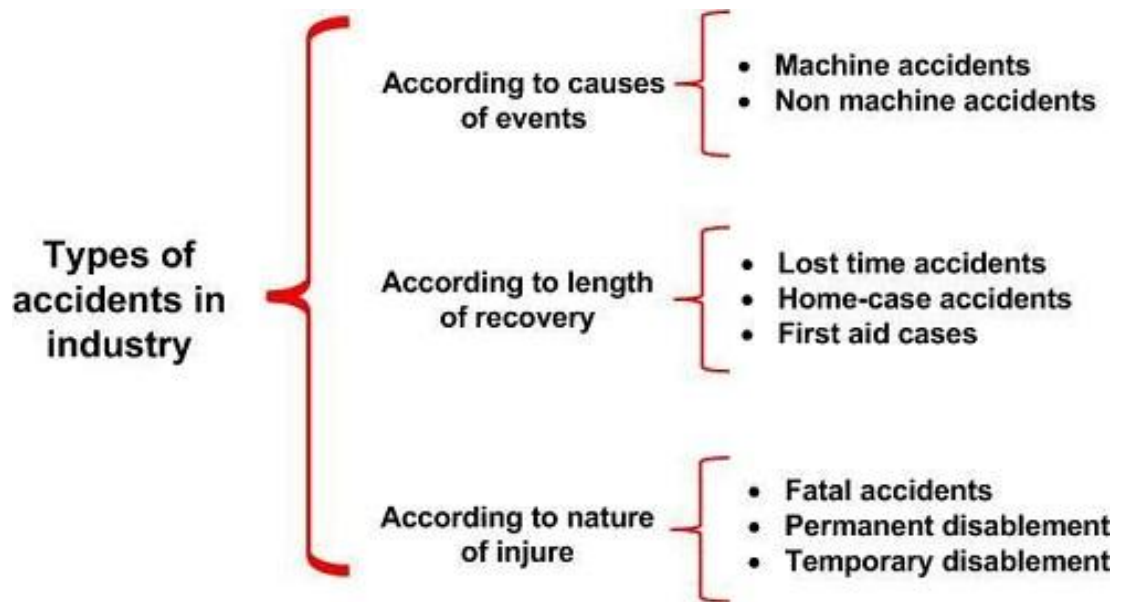 Types of
accidents in
industry
According to causes
of events
• Machine accidents
• Non machine accidents
According to length
of recovery
• Lost time accidents
• Home-case accidents
• First aid cases
According to nature
of injure
• Fatal accidents
• Permanent disablement
• Temporary disablement